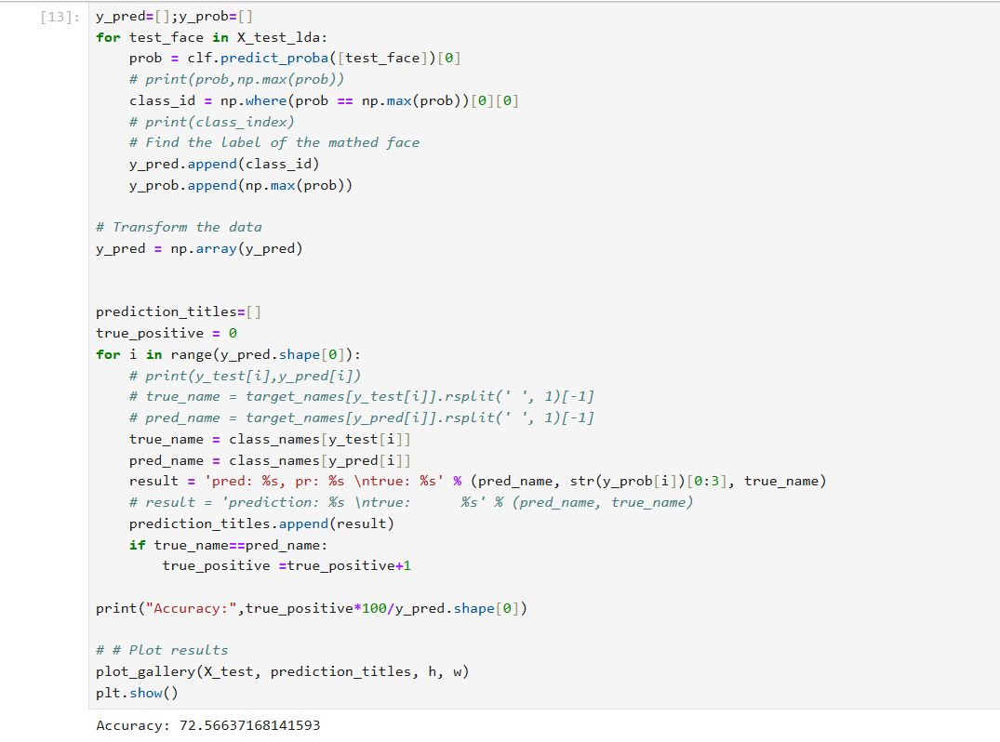 [13]: y_pred=[];y_prob=[]
for test_face in X_test_lda:
    prob = clf.predict_proba([test_face])[0]
    # print(prob,np.max(prob))
    class_id = np.where(prob == np.max(prob))[0][0]
    # print(class_index)
    # Find the label of the mathed face
    y_pred.append(class_id)
    y_prob.append(np.max(prob))

# Transform the data
y_pred = np.array(y_pred)


prediction_titles=[]
true_positive = 0
for i in range(y_pred.shape[0]):
    # print(y_test[i],y_pred[i])
    # true_name = target_names[y_test[i]].rsplit(' ', 1)[-1]
    # pred_name = target_names[y_pred[i]].rsplit(' ', 1)[-1]
    true_name = class_names[y_test[i]]
    pred_name = class_names[y_pred[i]]
    result = 'pred: %s, pr: %s \ntrue: %s' % (pred_name, str(y_prob[i])[0:3], true_name)
    # result = 'prediction: %s \ntrue:      %s' % (pred_name, true_name)
    prediction_titles.append(result)
    if true_name==pred_name:
        true_positive =true_positive+1

print("Accuracy:",true_positive*100/y_pred.shape[0])

# # Plot results
plot_gallery(X_test, prediction_titles, h, w)
plt.show()
Accuracy: 72.56637168141593